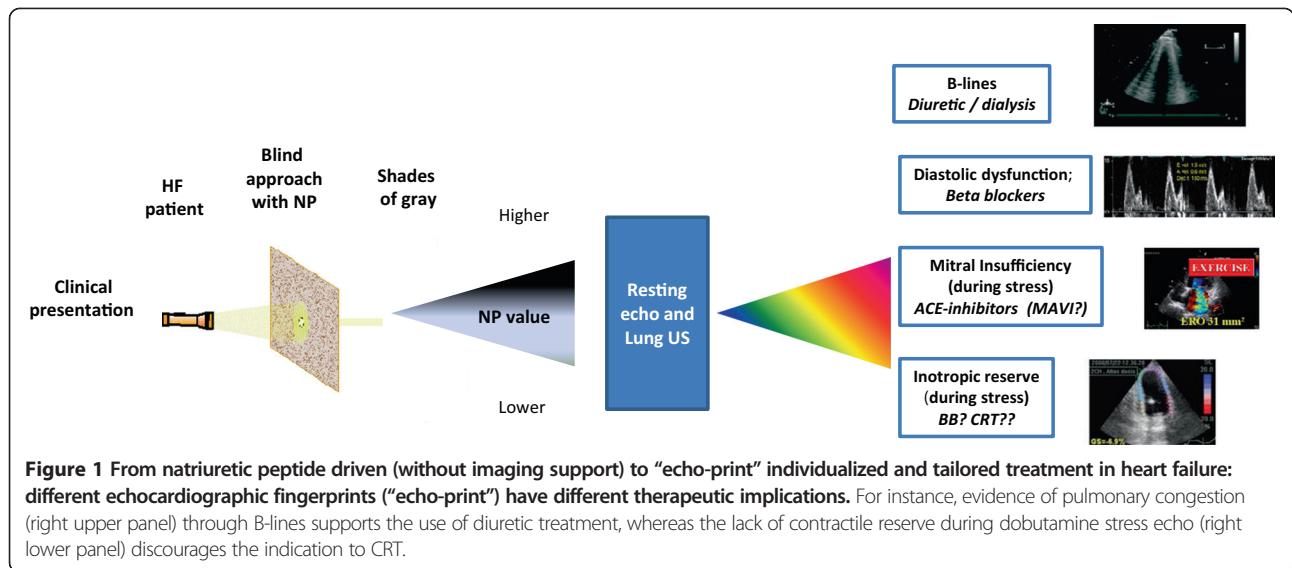 HF
patient
Blind
approach
with NP
Shades
of gray
Clinical
presentation
Higher
NP value
Lower
Resting
echo and
Lung US
B-lines
Diuretic / dialysis
Diastolic dysfunction;
Beta blockers
Mitral Insufficiency
(during stress)
ACE-inhibitors (MAVI?)
EXERCISE
ERO 31 mm²
Inotropic reserve
(during stress)
BB? CRT??
GS=-6.9%
Figure 1 From natriuretic peptide driven (without imaging support) to “echo-print” individualized and tailored treatment in heart failure:
different echocardiographic fingerprints (“echo-print”) have different therapeutic implications. For instance, evidence of pulmonary congestion
(right upper panel) through B-lines supports the use of diuretic treatment, whereas the lack of contractile reserve during dobutamine stress echo (right
lower panel) discourages the indication to CRT.